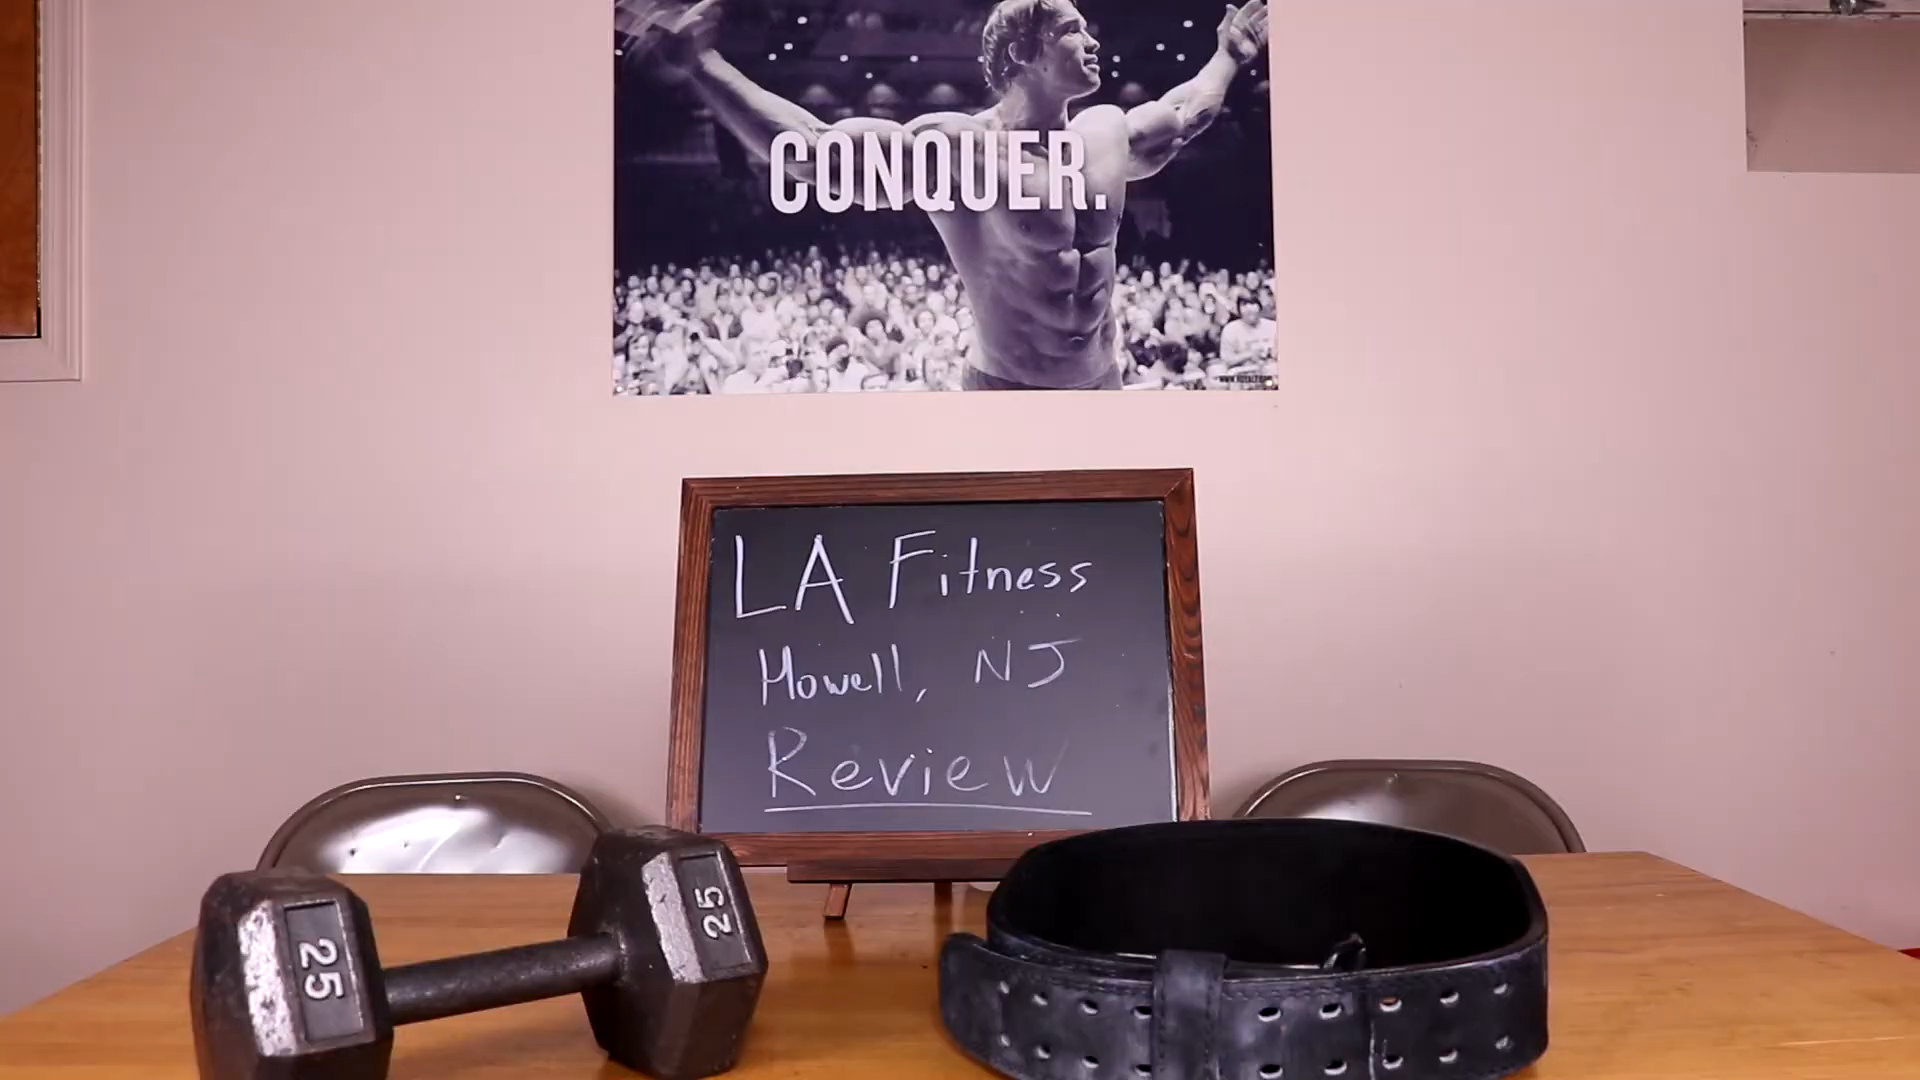 CONQUER.
LA Fitness
Howell, NJ
Review
25
25